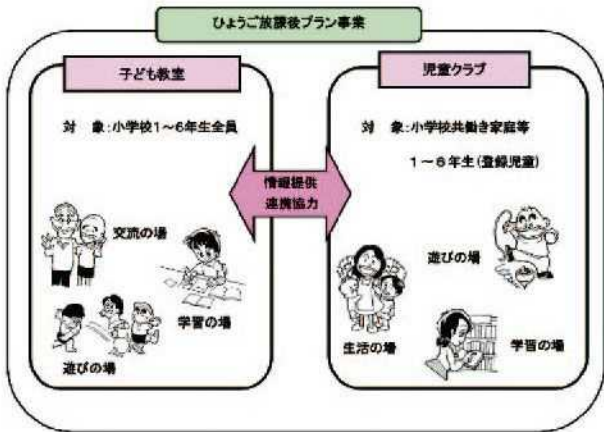 ひょうご放課後プラン事業
子ども教室
対　象：小学校１～６年生全員
交流の場
学習の場
遊びの場
情報提供
連携協力
児童クラブ
対　象：小学校共働き家庭等
１～６年生（登録児童）
遊びの場
生活の場
学習の場